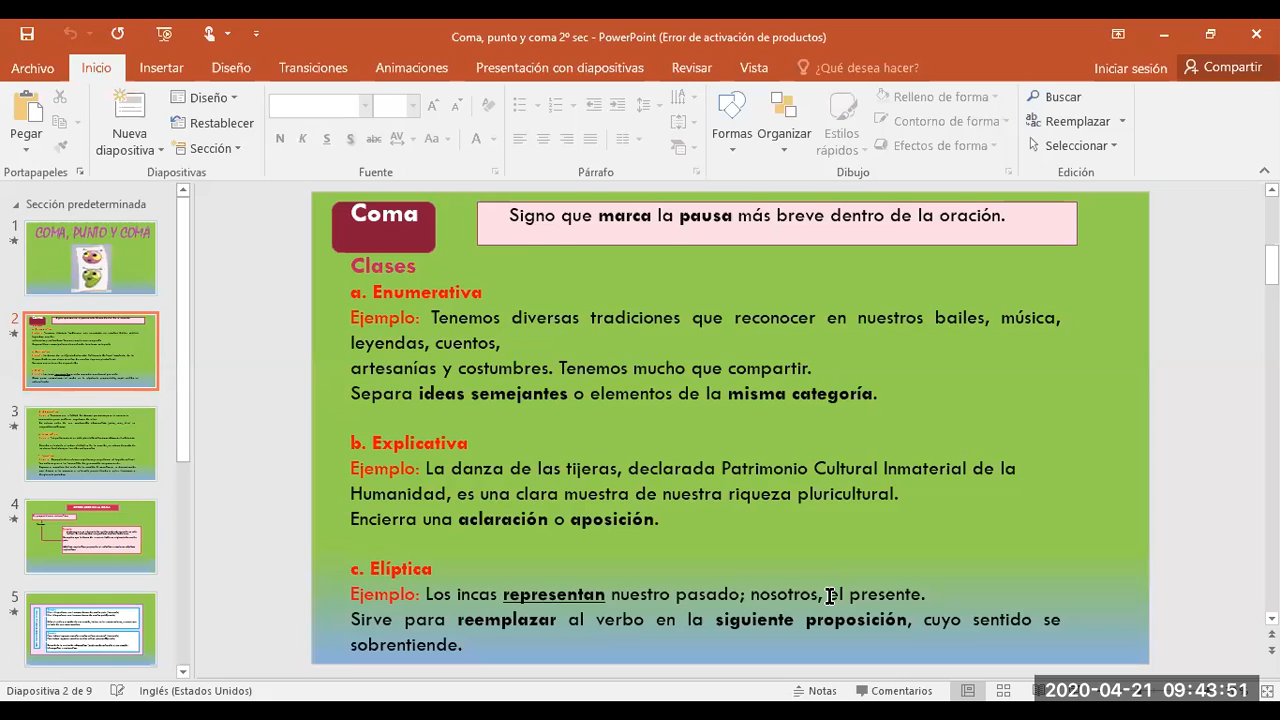 Coma, punto y coma 2º sec - PowerPoint (Error de activación de productos)
Archivo Inicio Insertar Diseño Transiciones Animaciones Presentación con diapositivas Revisar Vista ¿Qué desea hacer? Iniciar sesión Compartir
Pegar
Nueva diapositiva
Diseño
Restablecer
Sección
N K S S abc AV Aa A
Formas Organizar Estilos rápidos
Relleno de forma
Contorno de forma
Efectos de forma
Buscar
Reemplazar
Seleccionar
Portapapeles Diapositivas Fuente Párrafo Dibujo Edición
Sección predeterminada
1
COMA, PUNTO Y COMA
2
3
4
5
Coma
Signo que marca la pausa más breve dentro de la oración.
Clases
a. Enumerativa
Ejemplo: Tenemos diversas tradiciones que reconocer en nuestros bailes, música,
leyendas, cuentos,
artesanías y costumbres. Tenemos mucho que compartir.
Separa ideas semejantes o elementos de la misma categoría.
b. Explicativa
Ejemplo: La danza de las tijeras, declarada Patrimonio Cultural Inmaterial de la
Humanidad, es una clara muestra de nuestra riqueza pluricultural.
Encierra una aclaración o aposición.
c. Elíptica
Ejemplo: Los incas representan nuestro pasado; nosotros, el presente.
Sirve para reemplazar al verbo en la siguiente proposición, cuyo sentido se
sobrentiende.
Diapositiva 2 de 9 Inglés (Estados Unidos) Notas Comentarios
2020-04-21 09:43:51